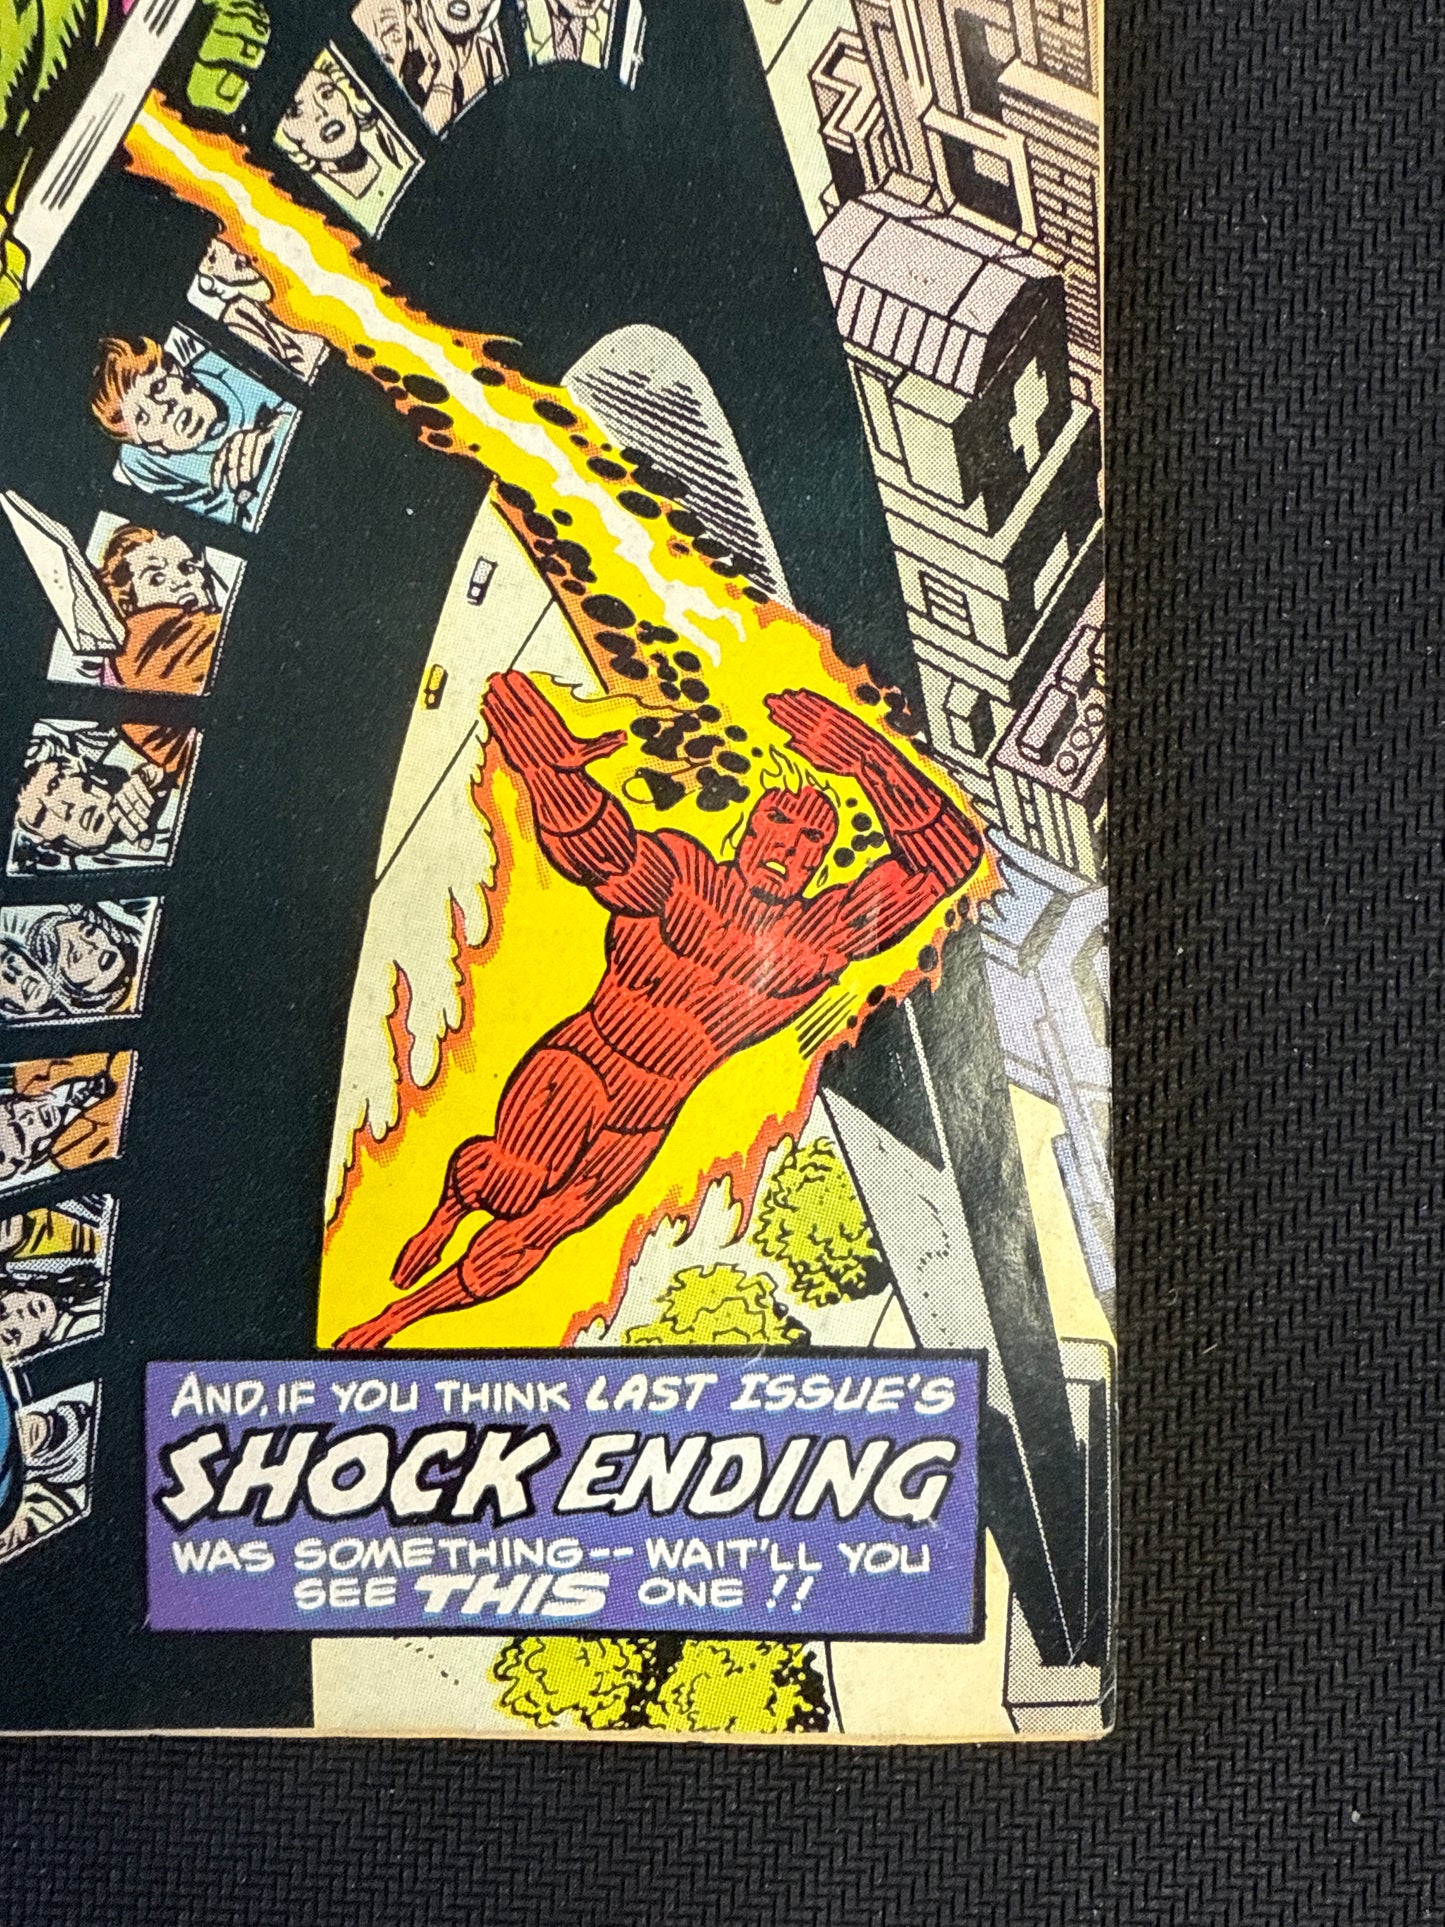 AND, IF YOU THINK LAST ISSUE'S
SHOCK ENDING
WAS SOMETHING-- WAIT'LL YOU
SEE THIS ONE!!